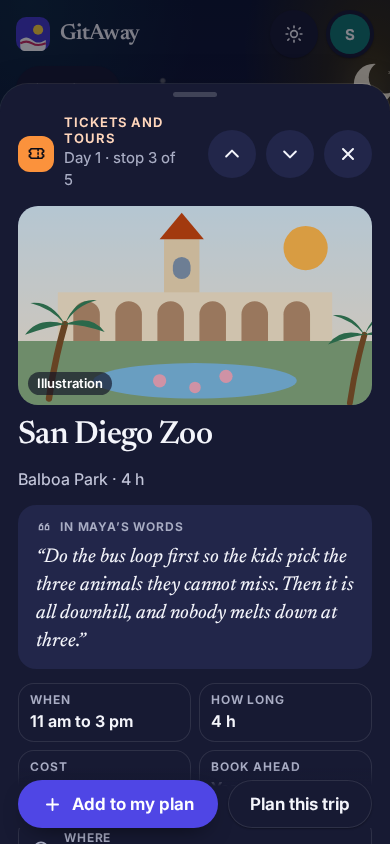 GitAway
S
TICKETS AND
TOURS
Day 1 · stop 3 of
5
Illustration
San Diego Zoo
Balboa Park · 4 h
IN MAYA’S WORDS
“Do the bus loop first so the kids pick the
three animals they cannot miss. Then it is
all downhill, and nobody melts down at
three.”
WHEN
11 am to 3 pm
HOW LONG
4 h
COST
BOOK AHEAD
Add to my plan
Plan this trip
WHERE